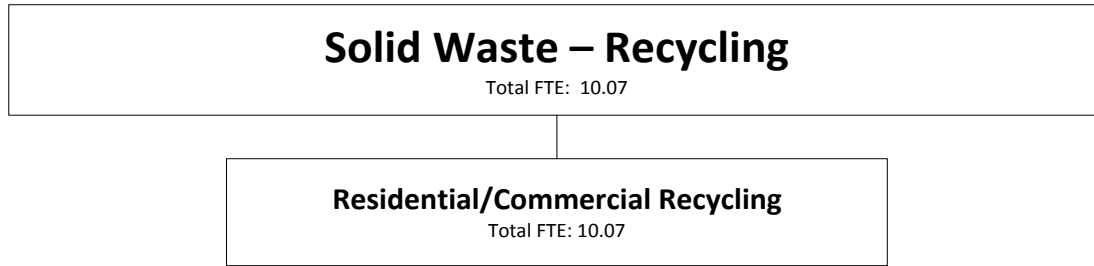 Solid Waste – Recycling
Total FTE:  10.07
Residential/Commercial Recycling
Total FTE: 10.07